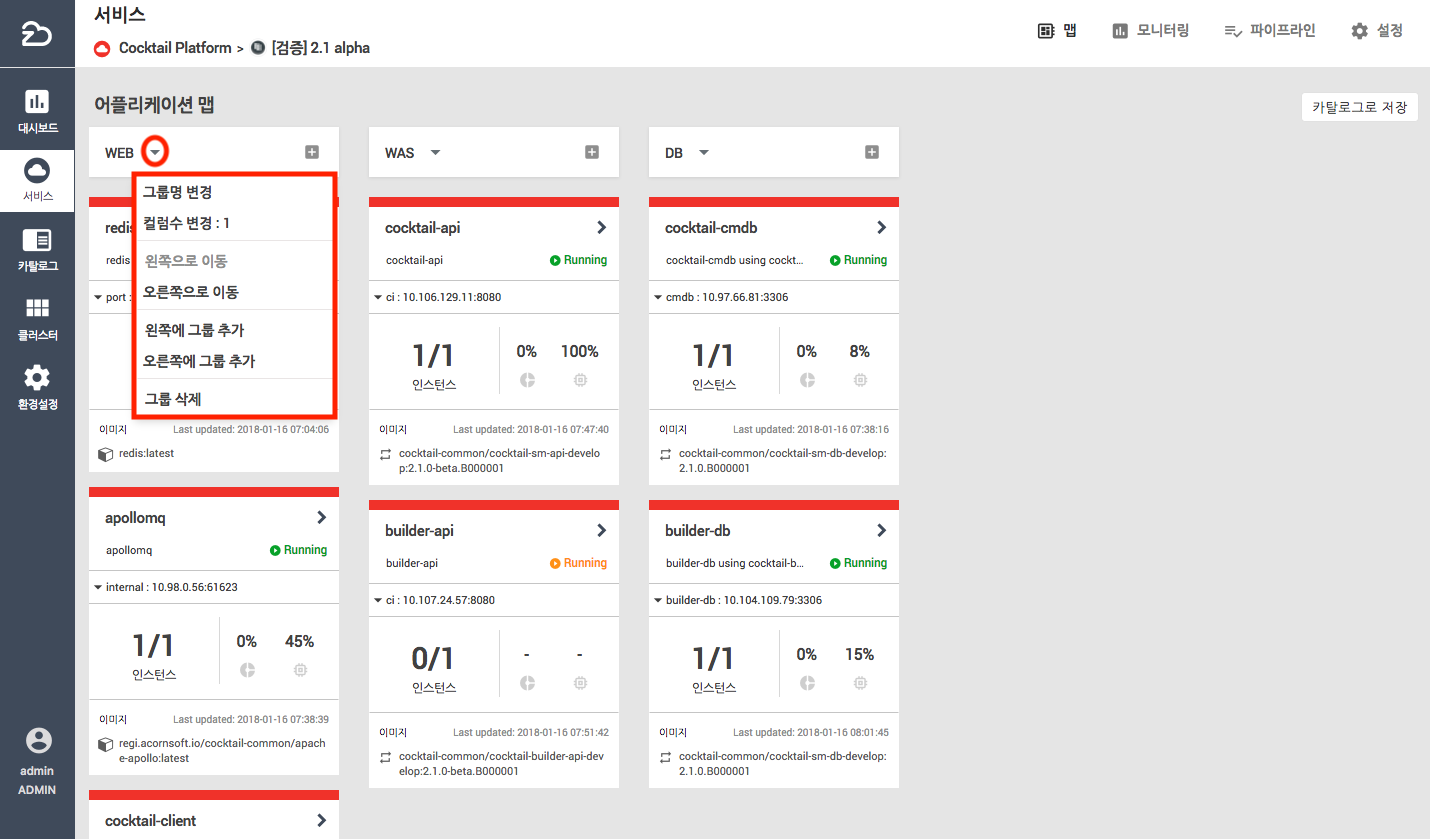 서비스
Cocktail Platform > [검증] 2.1 alpha
맵
모니터링
파이프라인
설정
대시보드
서비스
카탈로그
클러스터
환경설정
admin
ADMIN
어플리케이션 맵
카탈로그로 저장
WEB
그룹명 변경
컬럼수 변경 : 1
왼쪽으로 이동
오른쪽으로 이동
왼쪽에 그룹 추가
오른쪽에 그룹 추가
그룹 삭제
redis
redis
port :
이미지 Last updated: 2018-01-16 07:04:06
redis:latest
apollomq
apollomq Running
internal : 10.98.0.56:61623
1/1 0% 45%
인스턴스
이미지 Last updated: 2018-01-16 07:38:39
regi.acornsoft.io/cocktail-common/apach
e-apollo:latest
cocktail-client
WAS
cocktail-api
cocktail-api Running
ci : 10.106.129.11:8080
1/1 0% 100%
인스턴스
이미지 Last updated: 2018-01-16 07:47:40
cocktail-common/cocktail-sm-api-develo
p:2.1.0-beta.B000001
builder-api
builder-api Running
ci : 10.107.24.57:8080
0/1 - -
인스턴스
이미지 Last updated: 2018-01-16 07:51:42
cocktail-common/cocktail-builder-api-dev
elop:2.1.0-beta.B000001
DB
cocktail-cmdb
cocktail-cmdb using cockt... Running
cmdb : 10.97.66.81:3306
1/1 0% 8%
인스턴스
이미지 Last updated: 2018-01-16 07:38:16
cocktail-common/cocktail-sm-db-develop:
2.1.0.B000001
builder-db
builder-db using cocktail-b... Running
builder-db : 10.104.109.79:3306
1/1 0% 15%
인스턴스
이미지 Last updated: 2018-01-16 08:01:45
cocktail-common/cocktail-sm-db-develop:
2.1.0.B000001